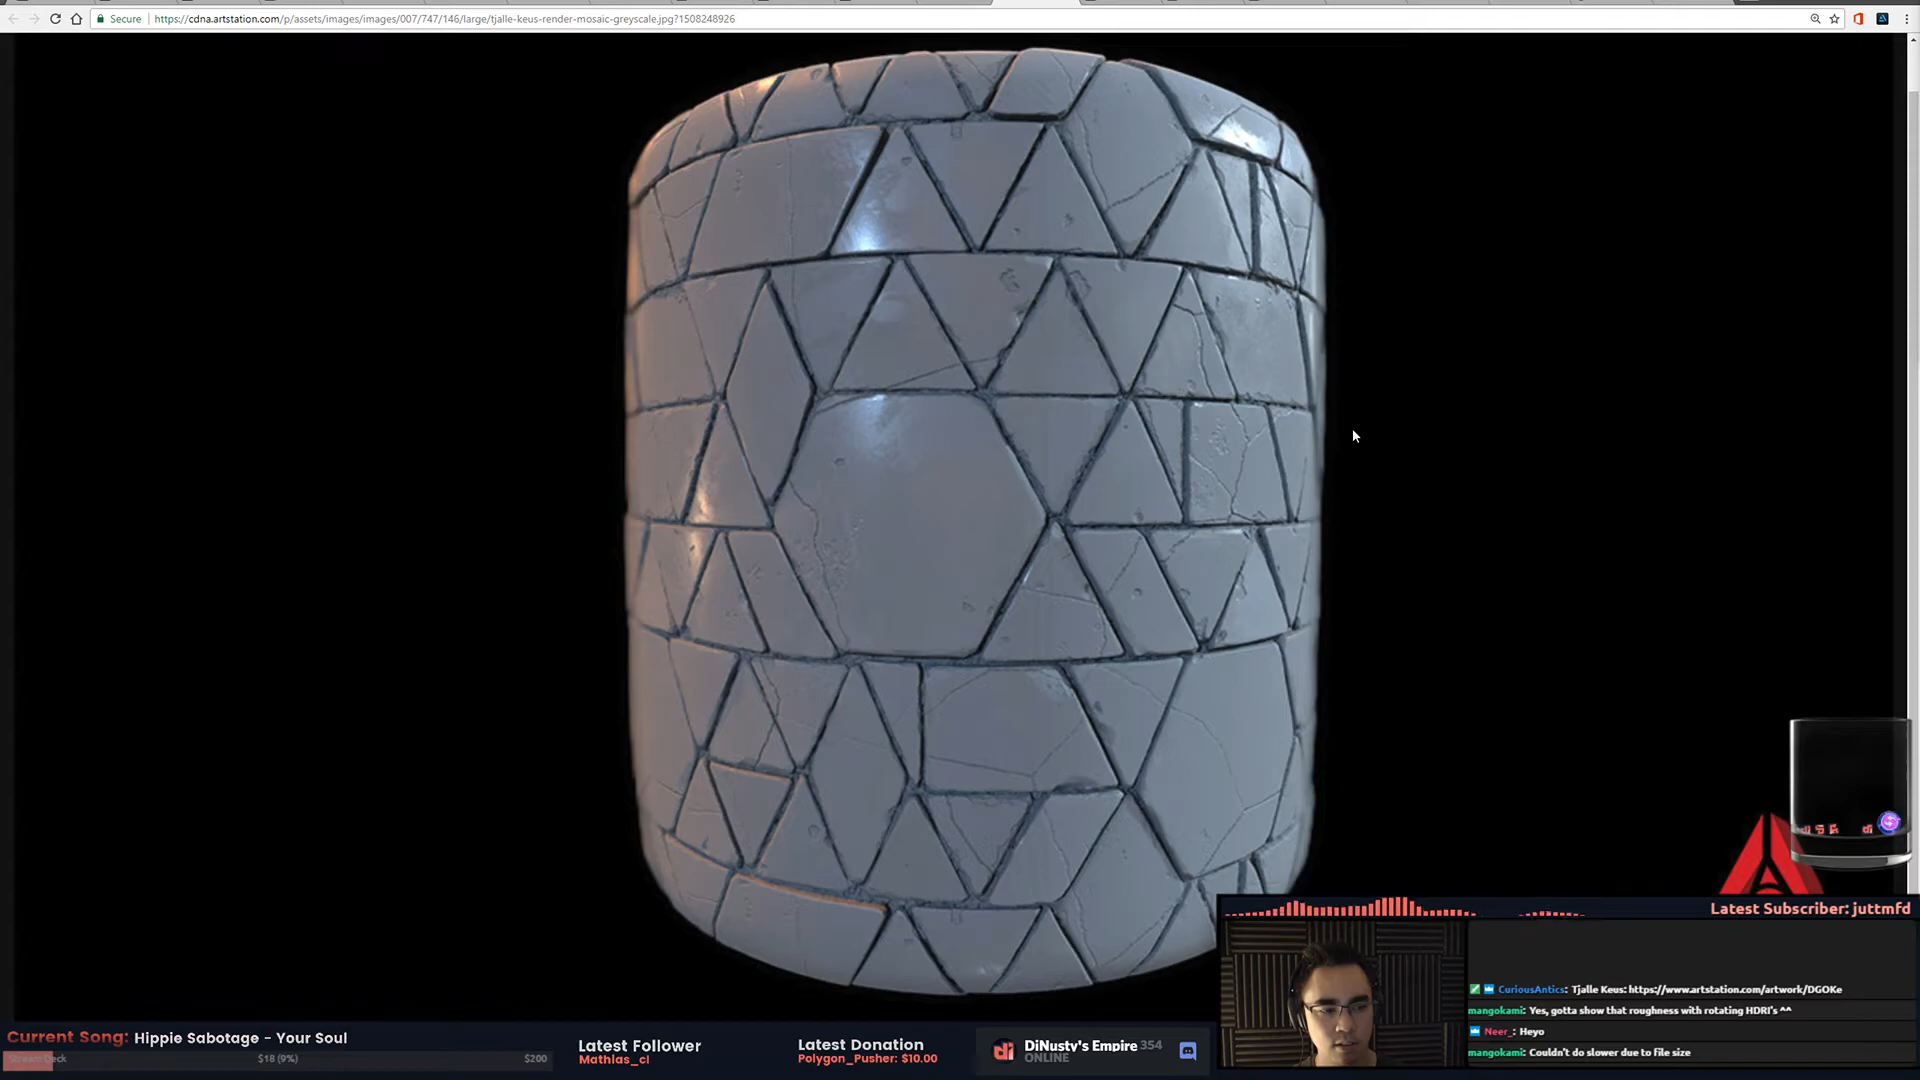 Secure
https://cdna.artstation.com/p/assets/images/images/007/747/146/large/tjalle-keus-render-mosaic-greyscale.jpg?1508248926
Latest Subscriber: juttmfd
CuriousAntics: Tjalle Keus: https://www.artstation.com/artwork/DGOKe
mangokami: Yes, gotta show that roughness with rotating HDRI's ^^
Neer_: Heyo
mangokami: Couldn't do slower due to file size
Current Song: Hippie Sabotage - Your Soul
Stream Deck
$18 (9%)
$200
Latest Follower
Mathias_cl
Latest Donation
Polygon_Pusher: $10.00
DiNusty's Empire 354
ONLINE